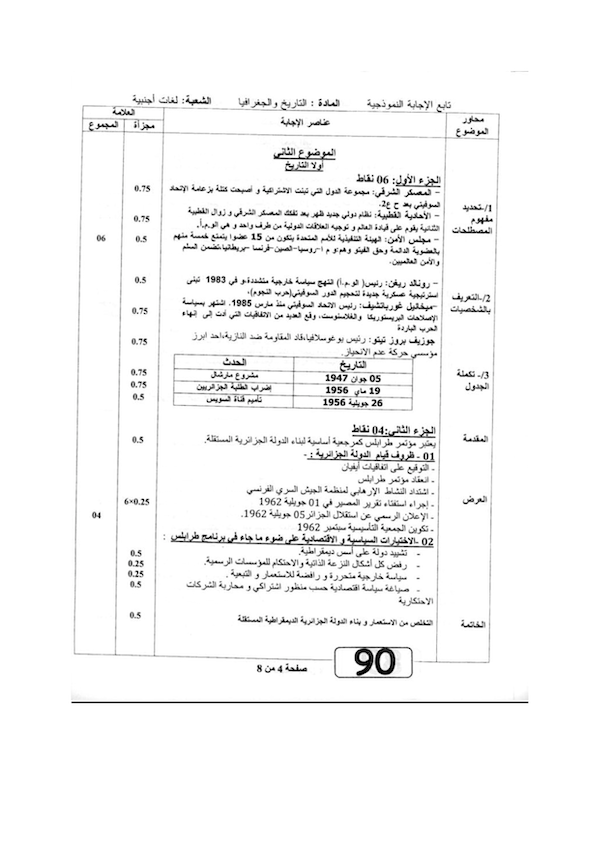 تابع الإجابة النموذجية المادة : التاريخ والجغرافيا الشعبة: لغات أجنبية
محاور الموضوع
عناصر الإجابة
العلامة
مجزأة
المجموع
الموضوع الثاني
أولا التاريخ
الجزء الأول: 06 نقاط
1/-تحديد مفهوم المصطلحات
– المعسكر الشرقي: مجموعة الدول التي تبنت الاشتراكية و أصبحت كتلة بزعامة الإتحاد
السوفيتي بعد ح ع2.
0.75
– الأحادية القطبية: نظام دولي جديد ظهر بعد تفكك المعسكر الشرقي و زوال القطبية
الثنائية يقوم على قيادة العالم و توجيه العلاقات الدولية من طرف واحد و هي الو.م.أ.
0.75
– مجلس الأمن: الهيئة التنفيذية للأمم المتحدة يتكون من 15 عضوا يتمتع خمسة منهم
بالعضوية الدائمة وحق الفيتو وهم:و م ا-روسيا-الصين-فرنسا -بريطانيا،تضمن السلم
والأمن العالميين.
0.5
06
2/-التعريف بالشخصيات
– رونالد ريغن: رئيس( الو.م.أ) انتهج سياسة خارجية متشددة،و في 1983 تبنى
استرتيجية عسكرية جديدة لتحجيم الدور السوفيتي(حرب النجوم).
0.5
–ميخائيل غورباتشيف: رئيس الاتحاد السوفيتي منذ مارس 1985. اشتهر بسياسة
الإصلاحات البريستوريكا والغلاسنوست، وقع العديد من الاتفاقيات التي أدت إلى إنهاء
الحرب الباردة
0.75
جوزيف بروز تيتو: رئيس يوغوسلافيا،قاد المقاومة ضد النازية،احد ابرز
مؤسسي حركة عدم الانحياز.
0.75
3/- تكملة الجدول
التاريخ الحدث
05 جوان 1947 مشروع مارشال 0.75
19 ماي 1956 إضراب الطلبة الجزائريين 0.75
26 جويلية 1956 تأميم قناة السويس 0.5
الجزء الثاني:04 نقاط
المقدمة
يعتبر مؤتمر طرابلس كمرجعية أساسية لبناء الدولة الجزائرية المستقلة.
0.5
العرض
01 - ظروف قيام الدولة الجزائرية : -
- التوقيع على اتفاقيات أيفيان
- انعقاد مؤتمر طرابلس
- اشتداد النشاط الإرهابي لمنظمة الجيش السري الفرنسي
- إجراء استفتاء تقرير المصير في 01 جويلية 1962
- الإعلان الرسمي عن استقلال الجزائر05 جويلية 1962.
- تكوين الجمعية التأسيسية سبتمبر 1962
6×0.25
04
02 -الاختيارات السياسية و الاقتصادية على ضوء ما جاء في برنامج طرابلس :
- تشييد دولة على أسس ديمقراطية. 0.5
- رفض كل أشكال النزعة الذاتية والاحتكام للمؤسسات الرسمية. 0.25
- سياسة خارجية متحررة و رافضة للاستعمار و التبعية . 0.25
- صياغة سياسة اقتصادية حسب منظور اشتراكي و محاربة الشركات 0.5
الاحتكارية
الخاتمة
التخلص من الاستعمار و بناء الدولة الجزائرية الديمقراطية المستقلة
0.5
90
صفحة 4 من 8